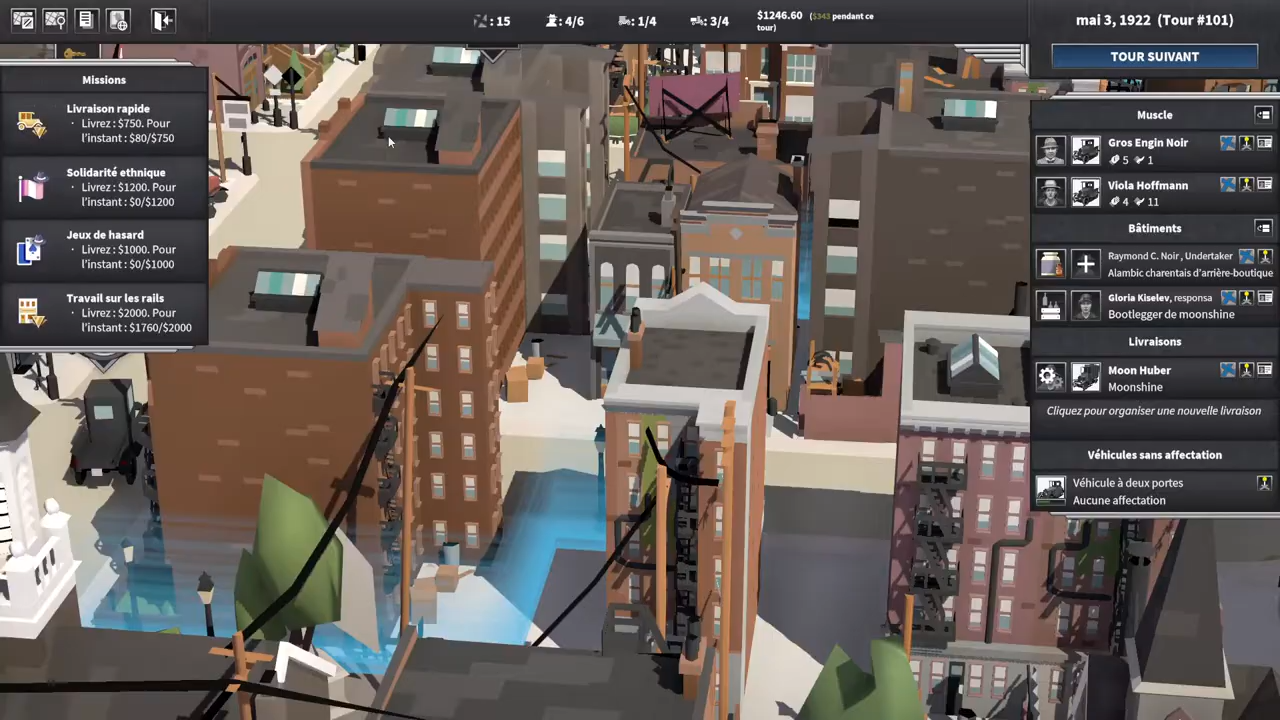 : 15
: 4/6
: 1/4
: 3/4
$1246.60 ($343 pendant ce
tour)
mai 3, 1922 (Tour #101)
TOUR SUIVANT
Missions
Livraison rapide
· Livrez : $750. Pour
l'instant : $80/$750
Solidarité ethnique
· Livrez : $1200. Pour
l'instant : $0/$1200
Jeux de hasard
· Livrez : $1000. Pour
l'instant : $0/$1000
Travail sur les rails
· Livrez : $2000. Pour
l'instant : $1760/$2000
Muscle
Gros Engin Noir
5 1
Viola Hoffmann
4 11
Bâtiments
Raymond C. Noir , Undertaker
Alambic charentais d'arrière-boutique
Gloria Kiselev, responsa
Bootlegger de moonshine
Livraisons
Moon Huber
Moonshine
Cliquez pour organiser une nouvelle livraison
Véhicules sans affectation
Véhicule à deux portes
Aucune affectation